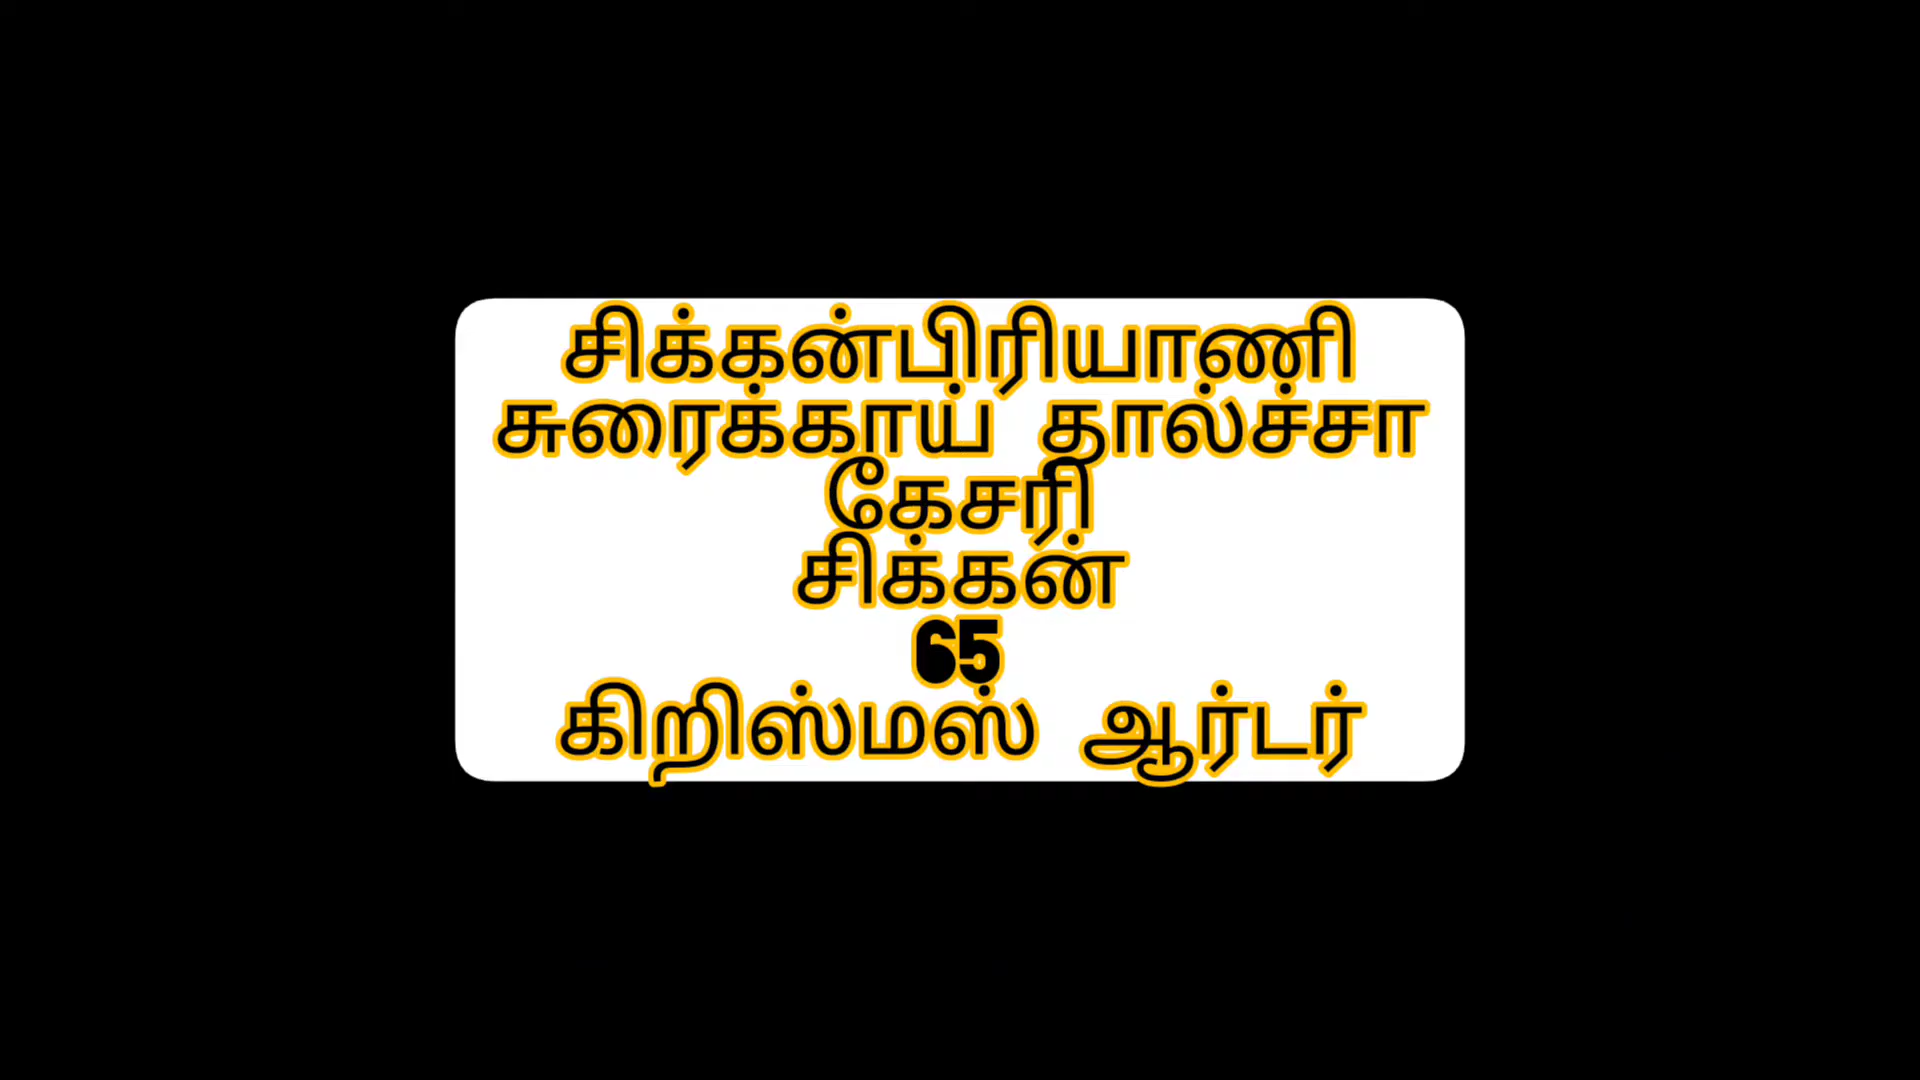 சிக்கன்பிரியாணி
சுரைக்காய் தால்ச்சா
கேசரி
சிக்கன்
65
கிறிஸ்மஸ் ஆர்டர்